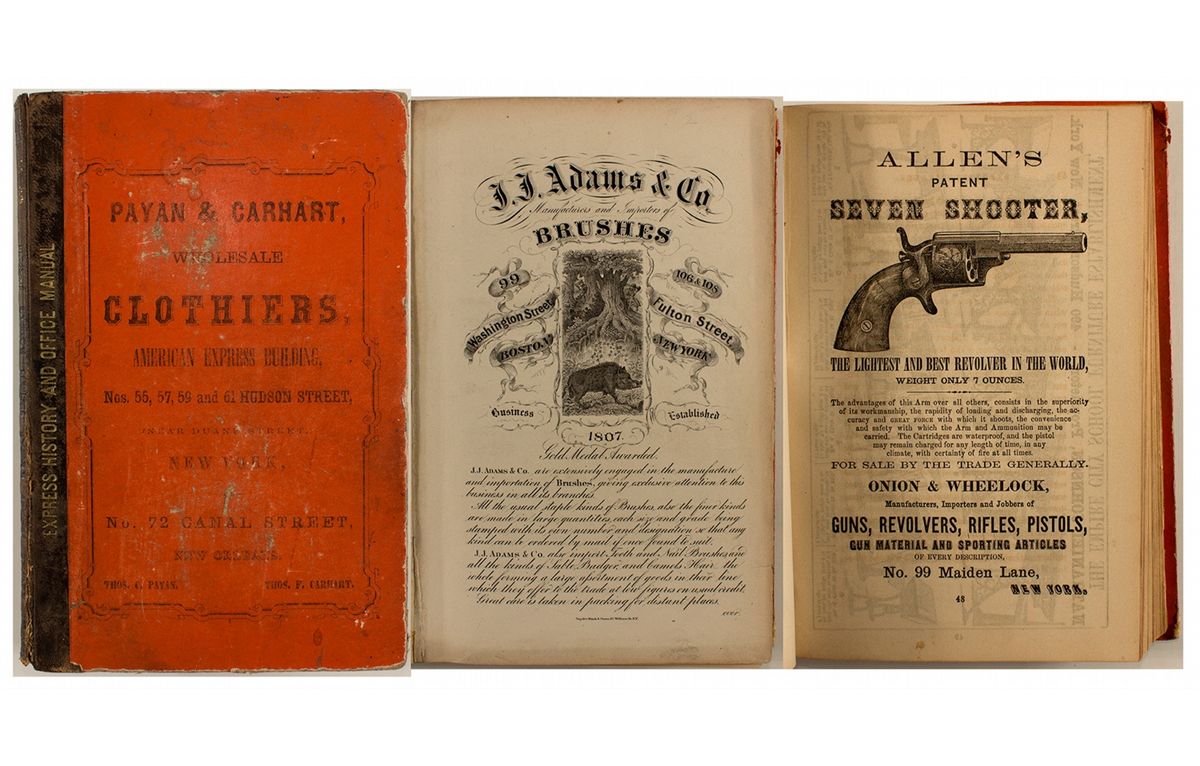 EXPRESS HISTORY AND OFFICE MANUAL
PAYAN & CARHART,
WHOLESALE
CLOTHIERS,
AMERICAN EXPRESS BUILDING,
Nos. 55, 57, 59 and 61 HUDSON STREET,
(NEAR DUANE STREET,)
NEW YORK;
No. 72 CANAL STREET,
NEW ORLEANS.
THOS. C. PAYAN.
THOS. F. CARHART.
J.J. Adams & Co.
Manufacturers and Importers of
BRUSHES
99
Washington Street
BOSTON
106 & 108
Fulton Street
NEW YORK
Business Established
1807.
Gold Medal Awarded.
J.J. ADAMS & Co. are extensively engaged in the manufacture
and importation of Brushes, giving exclusive attention to this
business in all its branches.
All the usual staple kinds of Brushes, also the finer kinds
are made in large quantities, each size and grade being
stamped with its own number and Designation, so that any
kind can be ordered by mail if once found to suit.
J.J. ADAMS & Co. also import Tooth and Nail Brushes and
all the kinds of Sable, Badger, and Camels Hair the
whole forming a large assortment of goods in their line
which they offer to the trade at low figures on usual credit.
Great care is taken in packing for distant places.
over.
ALLEN'S
PATENT
SEVEN SHOOTER,
THE LIGHTEST AND BEST REVOLVER IN THE WORLD,
WEIGHT ONLY 7 OUNCES.
The advantages of this Arm over all others, consists in the superiority
of its workmanship, the rapidity of loading and discharging, the ac-
curacy and GREAT FORCE with which it shoots, the convenience
and safety with which the Arm and Ammunition may be
carried. The Cartridges are waterproof, and the pistol
may remain charged for any length of time, in any
climate, with certainty of fire at all times.
FOR SALE BY THE TRADE GENERALLY.
ONION & WHEELOCK,
Manufacturers, Importers and Jobbers of
GUNS, REVOLVERS, RIFLES, PISTOLS,
GUN MATERIAL AND SPORTING ARTICLES
OF EVERY DESCRIPTION,
No. 99 Maiden Lane,
NEW YORK.
48